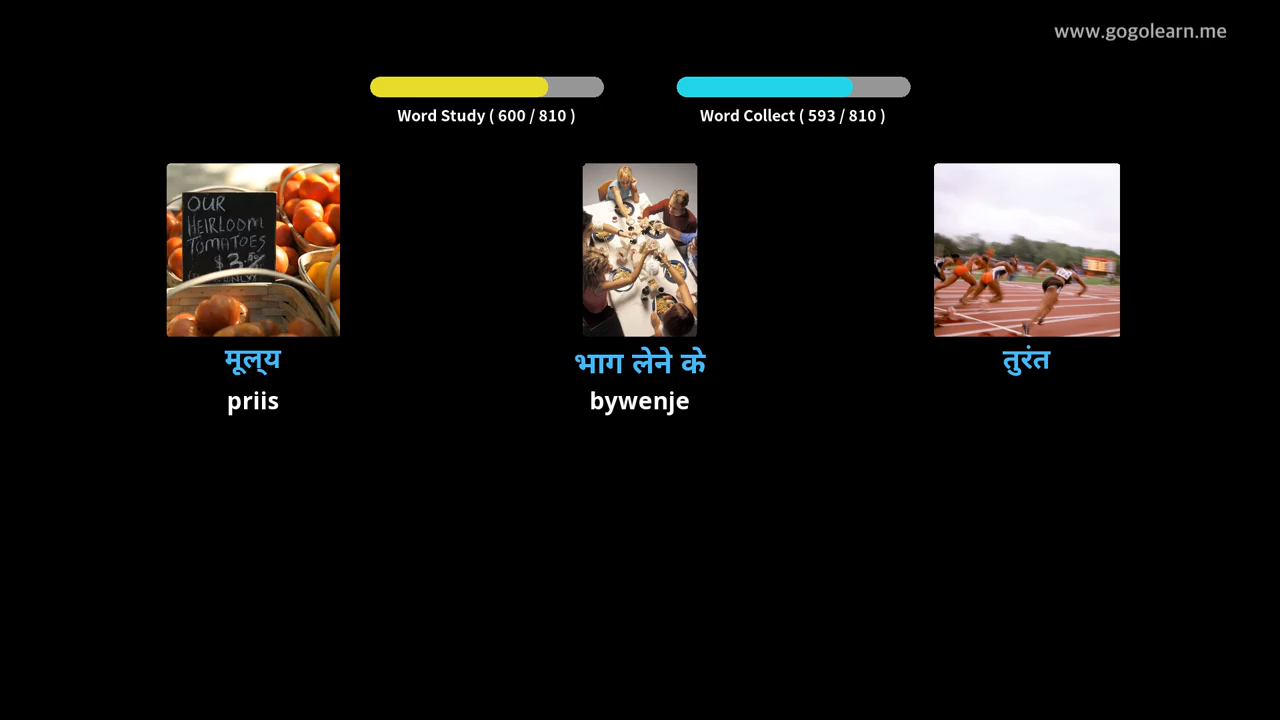 www.gogolearn.me
Word Study ( 600 / 810 )
Word Collect ( 593 / 810 )
OUR
HEIRLOOM
TOMATOES
मूल्य
भाग लेने के
तुरंत
priis
bywenje